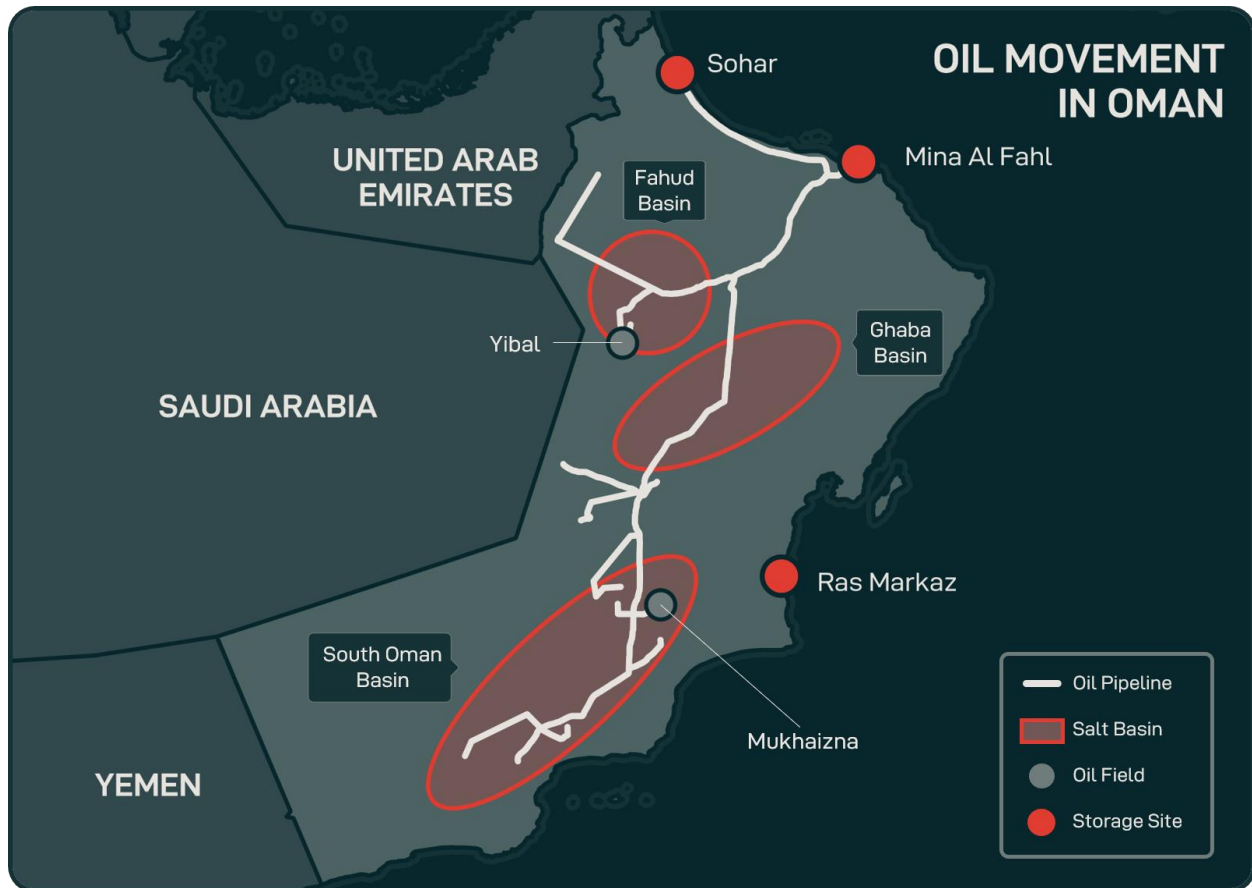 OIL MOVEMENT
IN OMAN
Sohar
Mina Al Fahl
UNITED ARAB
EMIRATES
Fahud
Basin
Yibal
Ghaba
Basin
SAUDI ARABIA
Ras Markaz
South Oman
Basin
Mukhaizna
YEMEN
Oil Pipeline
Salt Basin
Oil Field
Storage Site